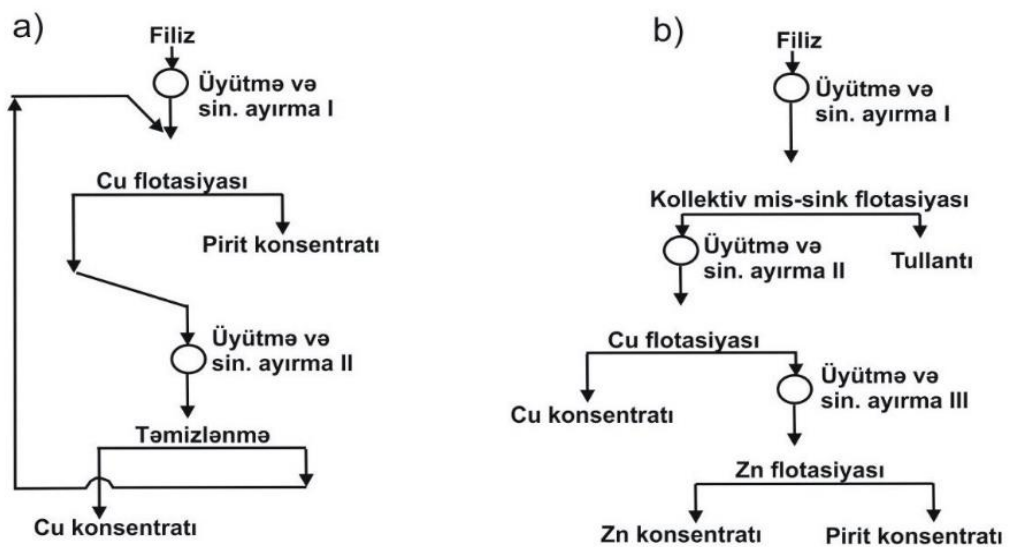 a)
Filiz
Üyütmə və
sin. ayırma I
Cu flotasiyası
Pirit konsentratı
Üyütmə və
sin. ayırma II
Təmizlənmə
Cu konsentratı
b)
Filiz
Üyütmə və
sin. ayırma I
Kollektiv mis-sink flotasiyası
Üyütmə və
sin. ayırma II
Tullantı
Cu flotasiyası
Üyütmə və
sin. ayırma III
Cu konsentratı
Zn flotasiyası
Zn konsentratı
Pirit konsentratı